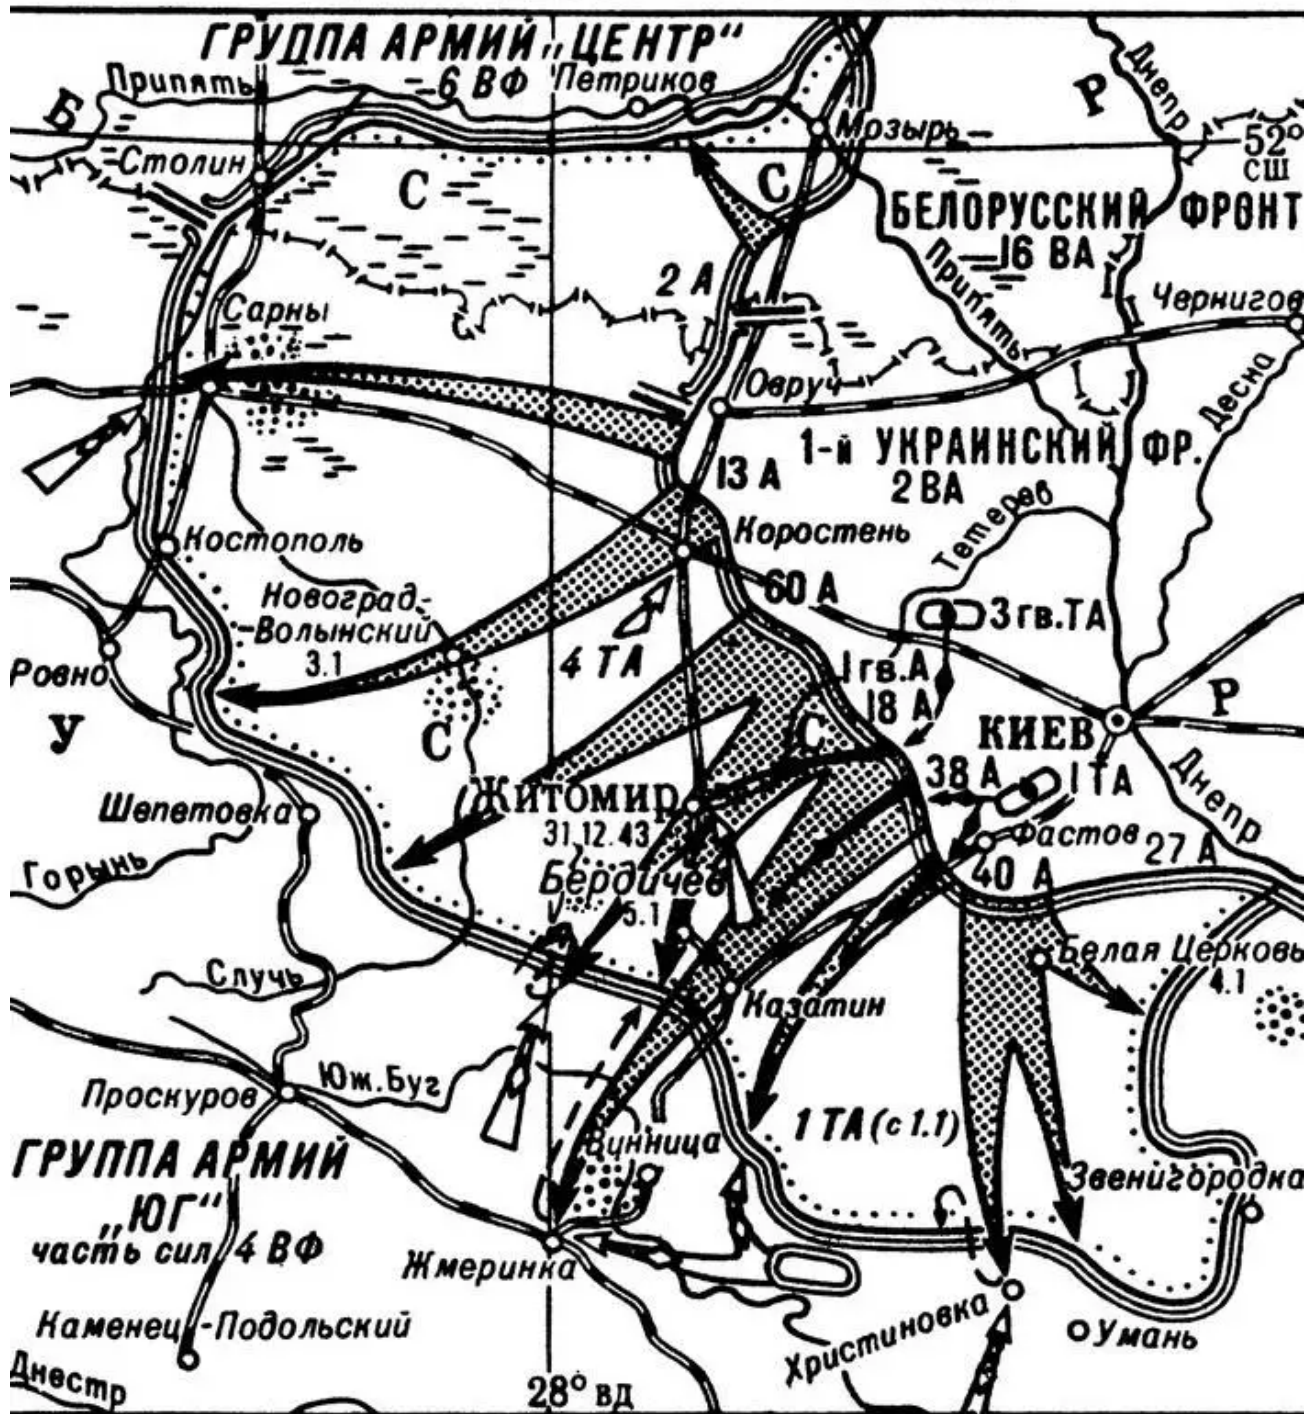 ГРУППА АРМИЙ „ЦЕНТР“
6 ВФ
Припять
Петриков
Днепр
Б
Р
Мозырь
52°
СШ
Столин
С
С
БЕЛОРУССКИЙ ФРОНТ
16 ВА
Припять
2 А
Чернигов
Сарны
Овруч
Десна
1-й УКРАИНСКИЙ ФР.
2 ВА
13 А
Тетерев
Костополь
Коростень
60 А
Новоград-
-Волынский
3.1
3 гв.ТА
4 ТА
1 гв.А
18 А
Ровно
У
С
С
КИЕВ
Р
38 А
1 ТА
Днепр
Шепетовка
ЖИТОМИР
31.12.43
Фастов
27 А
Горынь
Бердичев
5.1
40 А
Белая Церковь
4.1
Случь
Казатин
Юж.Буг
Проскуров
1 ТА (с 1.1)
Винница
ГРУППА АРМИЙ
„ЮГ“
часть сил 4 ВФ
Звенигородка
Жмеринка
Каменец-Подольский
Христиновка
Умань
Днестр
28° ВД